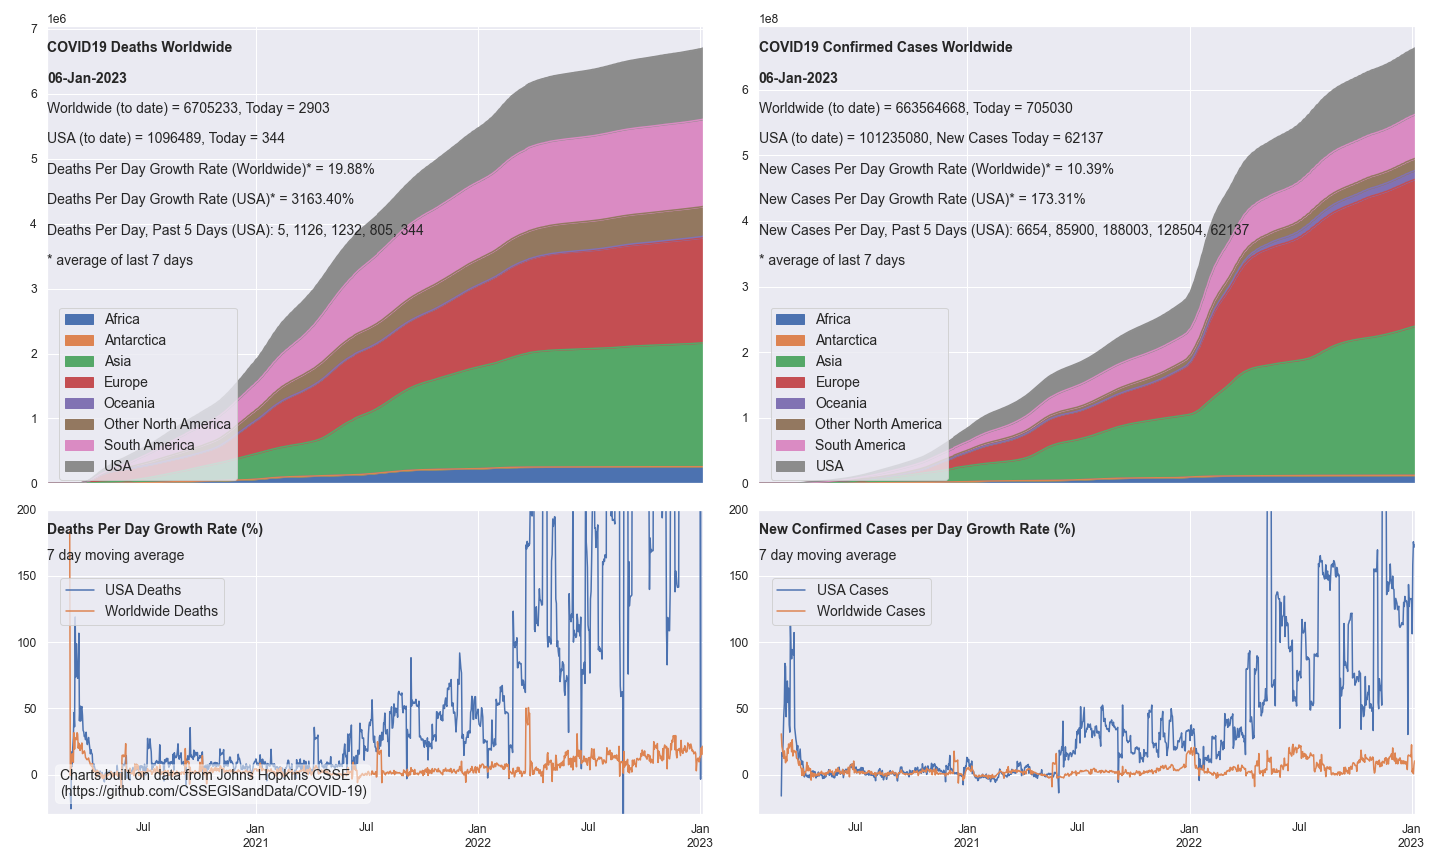 1e6
7
6
5
4
3
2
1
0
COVID19 Deaths Worldwide
06-Jan-2023
Worldwide (to date) = 6705233, Today = 2903
USA (to date) = 1096489, Today = 344
Deaths Per Day Growth Rate (Worldwide)* = 19.88%
Deaths Per Day Growth Rate (USA)* = 3163.40%
Deaths Per Day, Past 5 Days (USA): 5, 1126, 1232, 805, 344
* average of last 7 days
Africa
Antarctica
Asia
Europe
Oceania
Other North America
South America
USA
1e8
6
5
4
3
2
1
0
COVID19 Confirmed Cases Worldwide
06-Jan-2023
Worldwide (to date) = 663564668, Today = 705030
USA (to date) = 101235080, New Cases Today = 62137
New Cases Per Day Growth Rate (Worldwide)* = 10.39%
New Cases Per Day Growth Rate (USA)* = 173.31%
New Cases Per Day, Past 5 Days (USA): 6654, 85900, 188003, 128504, 62137
* average of last 7 days
Africa
Antarctica
Asia
Europe
Oceania
Other North America
South America
USA
200
150
100
50
0
Deaths Per Day Growth Rate (%)
7 day moving average
USA Deaths
Worldwide Deaths
Charts built on data from Johns Hopkins CSSE
(https://github.com/CSSEGISandData/COVID-19)
Jul
Jan
2021
Jul
Jan
2022
Jul
Jan
2023
200
150
100
50
0
New Confirmed Cases per Day Growth Rate (%)
7 day moving average
USA Cases
Worldwide Cases
Jul
Jan
2021
Jul
Jan
2022
Jul
Jan
2023